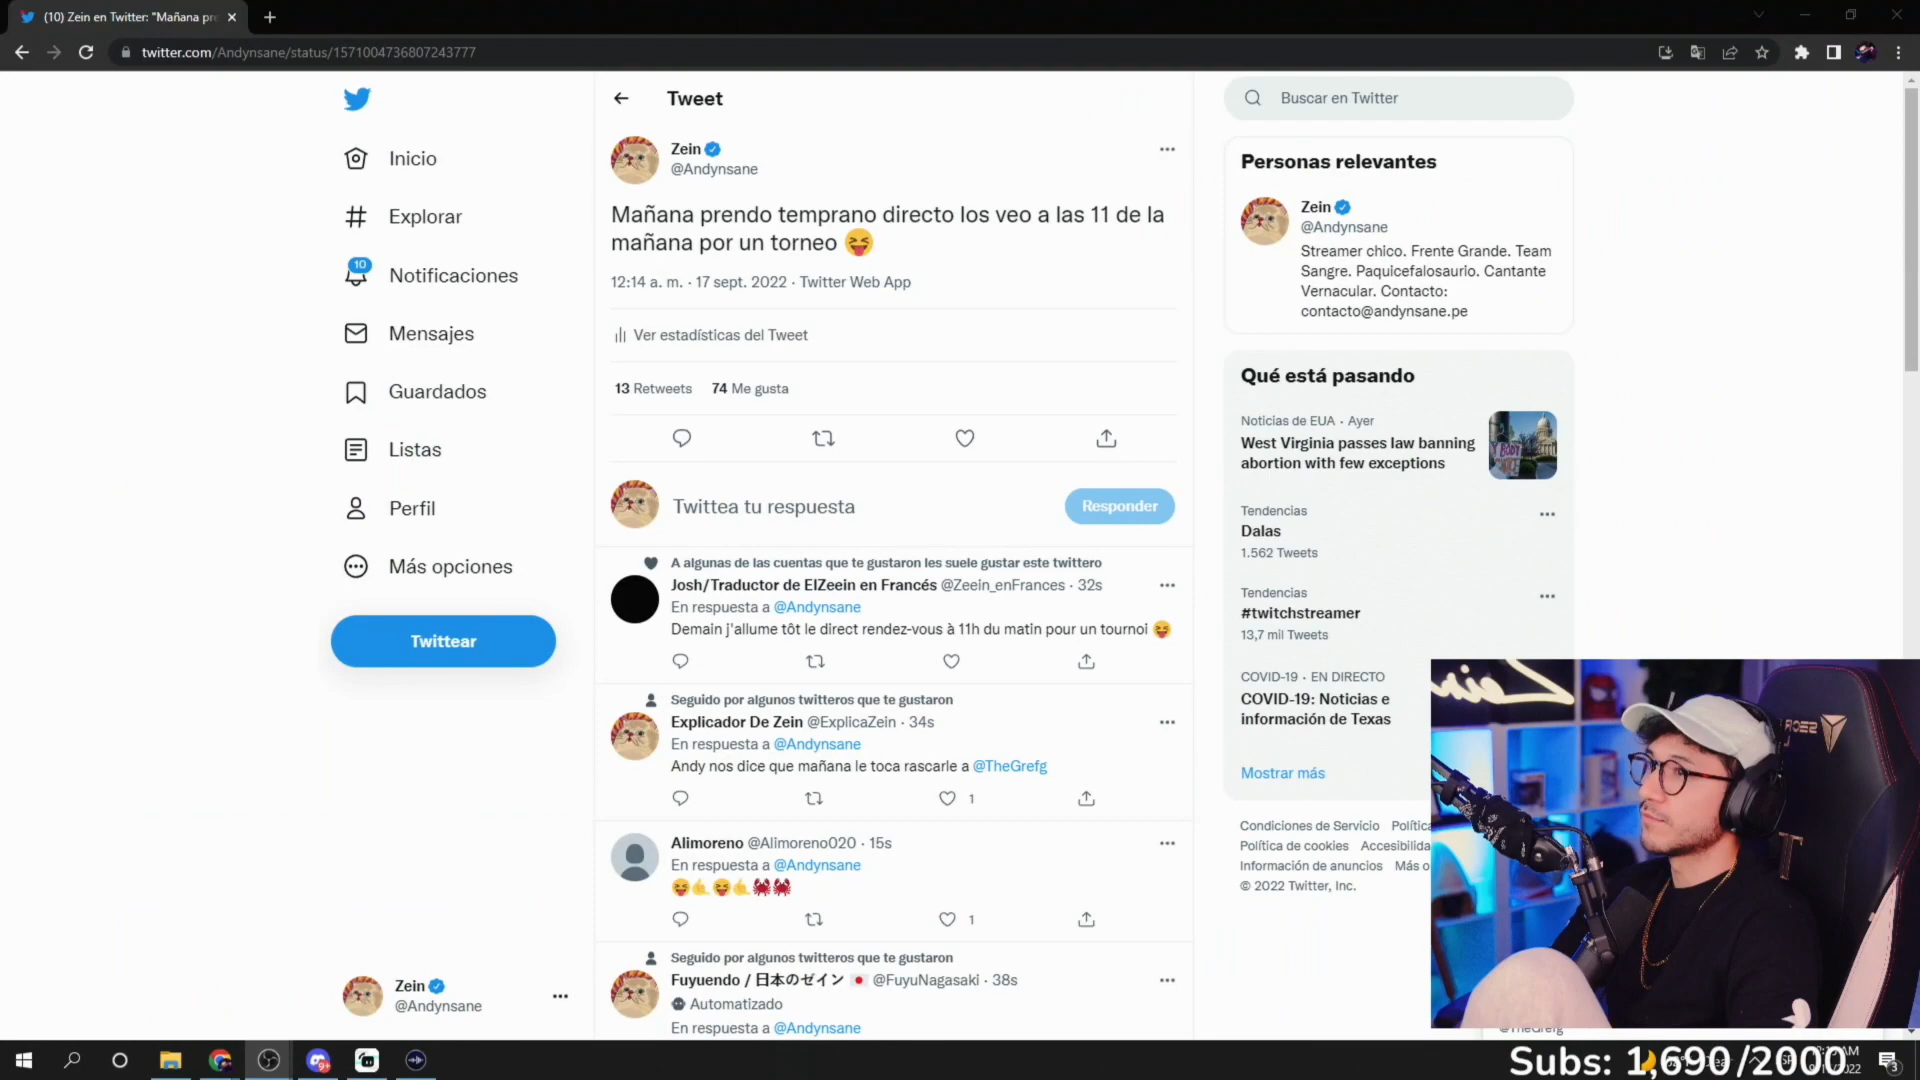 (10) Zein en Twitter: "Mañana pre
twitter.com/Andynsane/status/1571004736807243777
Inicio
Explorar
10
Notificaciones
Mensajes
Guardados
Listas
Perfil
Más opciones
Twittear
Zein
@Andynsane
Tweet
Zein
@Andynsane
Mañana prendo temprano directo los veo a las 11 de la
mañana por un torneo 😝
12:14 a. m. · 17 sept. 2022 · Twitter Web App
Ver estadísticas del Tweet
13 Retweets 74 Me gusta
Twittea tu respuesta
Responder
A algunas de las cuentas que te gustaron les suele gustar este twittero
Josh/Traductor de ElZeein en Francés @Zeein_enFrances · 32s
En respuesta a @Andynsane
Demain j'allume tôt le direct rendez-vous à 11h du matin pour un tournoi 😝
Seguido por algunos twitteros que te gustaron
Explicador De Zein @ExplicaZein · 34s
En respuesta a @Andynsane
Andy nos dice que mañana le toca rascarle a @TheGrefg
1
Alimoreno @Alimoreno020 · 15s
En respuesta a @Andynsane
😝🤙😝🤙🦀🦀
1
Seguido por algunos twitteros que te gustaron
Fuyuendo / 日本のゼイン 🇯🇵 @FuyuNagasaki · 38s
Automatizado
En respuesta a @Andynsane
Buscar en Twitter
Personas relevantes
Zein
@Andynsane
Streamer chico. Frente Grande. Team
Sangre. Paquicefalosaurio. Cantante
Vernacular. Contacto:
contacto@andynsane.pe
Qué está pasando
Noticias de EUA · Ayer
West Virginia passes law banning
abortion with few exceptions
Tendencias
Dalas
1.562 Tweets
Tendencias
#twitchstreamer
13,7 mil Tweets
COVID-19 · EN DIRECTO
COVID-19: Noticias e
información de Texas
Mostrar más
Condiciones de Servicio Política
Política de cookies Accesibilida
Información de anuncios Más o
© 2022 Twitter, Inc.
Zein
SECR
@TheGrefg
9+
Subs: 1,690/2000
3